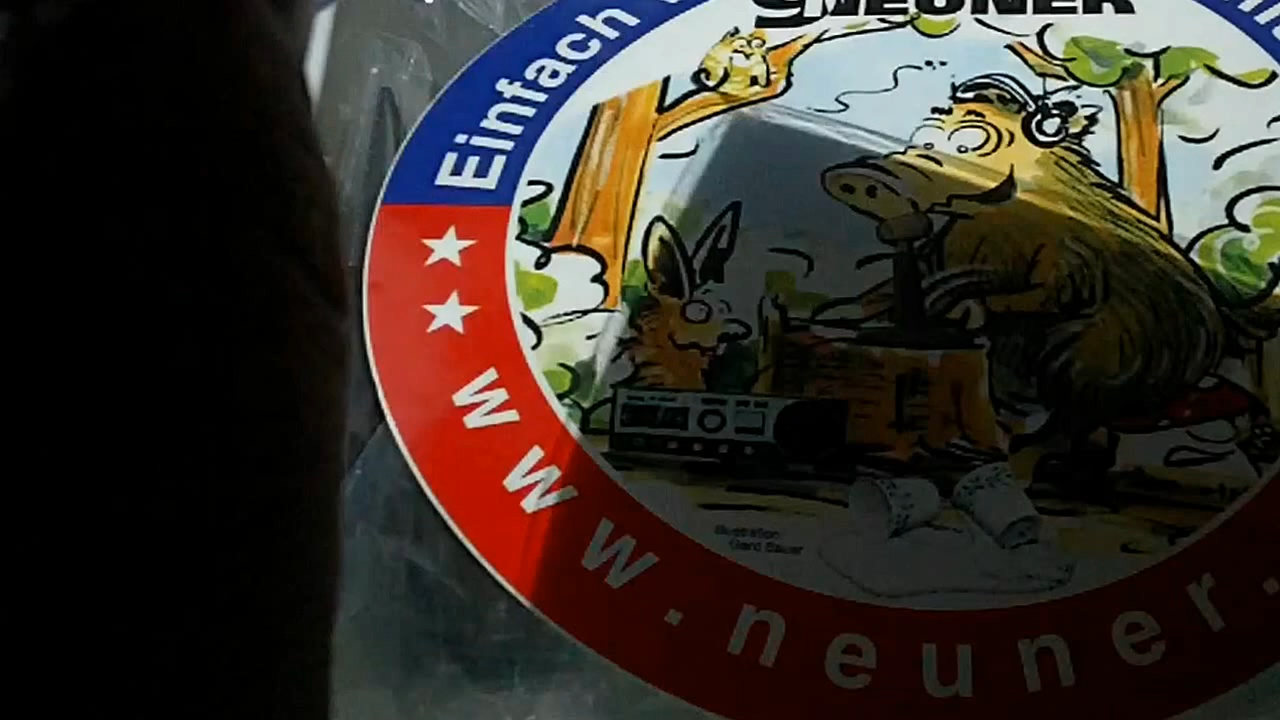 Einfach
NEUNER
www.neuner.
Illustration
Gerd Bauer